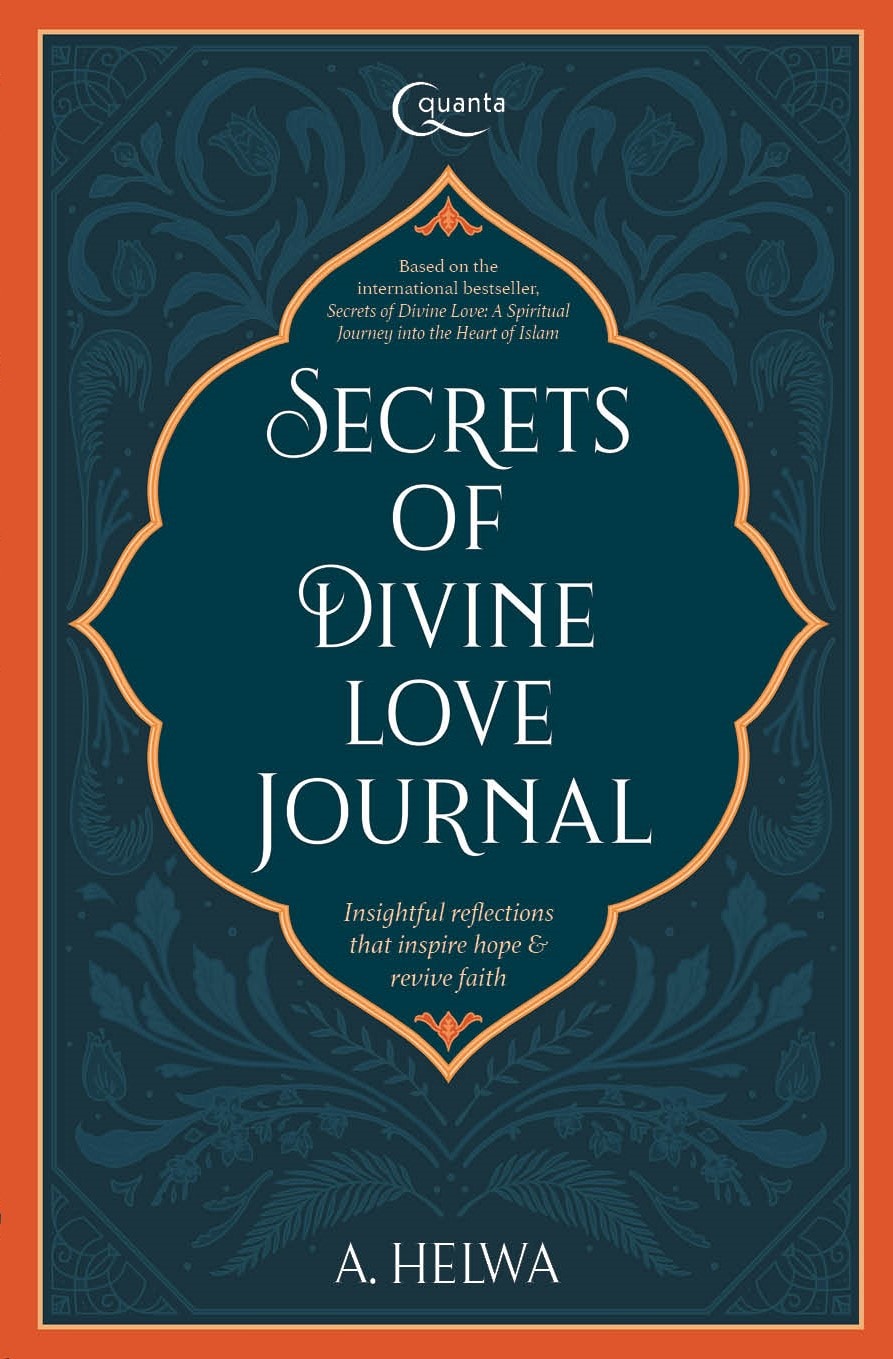 quanta
Based on the
international bestseller,
Secrets of Divine Love: A Spiritual
Journey into the Heart of Islam
SECRETS
OF
DIVINE
LOVE
JOURNAL
Insightful reflections
that inspire hope &
revive faith
A. HELWA